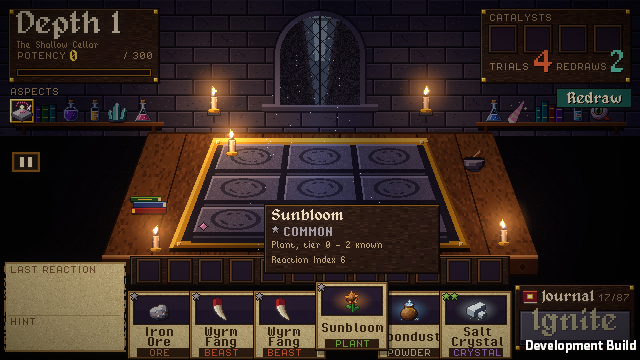 Depth 1
The Shallow Cellar
POTENCY 0 / 300
ASPECTS
CATALYSTS
TRIALS 4 REDRAWS 2
Redraw
Sunbloom
COMMON
Plant, tier 0 - 2 known
Reaction Index 6
LAST REACTION
HINT
Iron Ore
ORE
Wyrm Fang
BEAST
Wyrm Fang
BEAST
Sunbloom
PLANT
bondust
POWDER
Salt Crystal
CRYSTAL
Journal 17/87
Ignite
Development Build